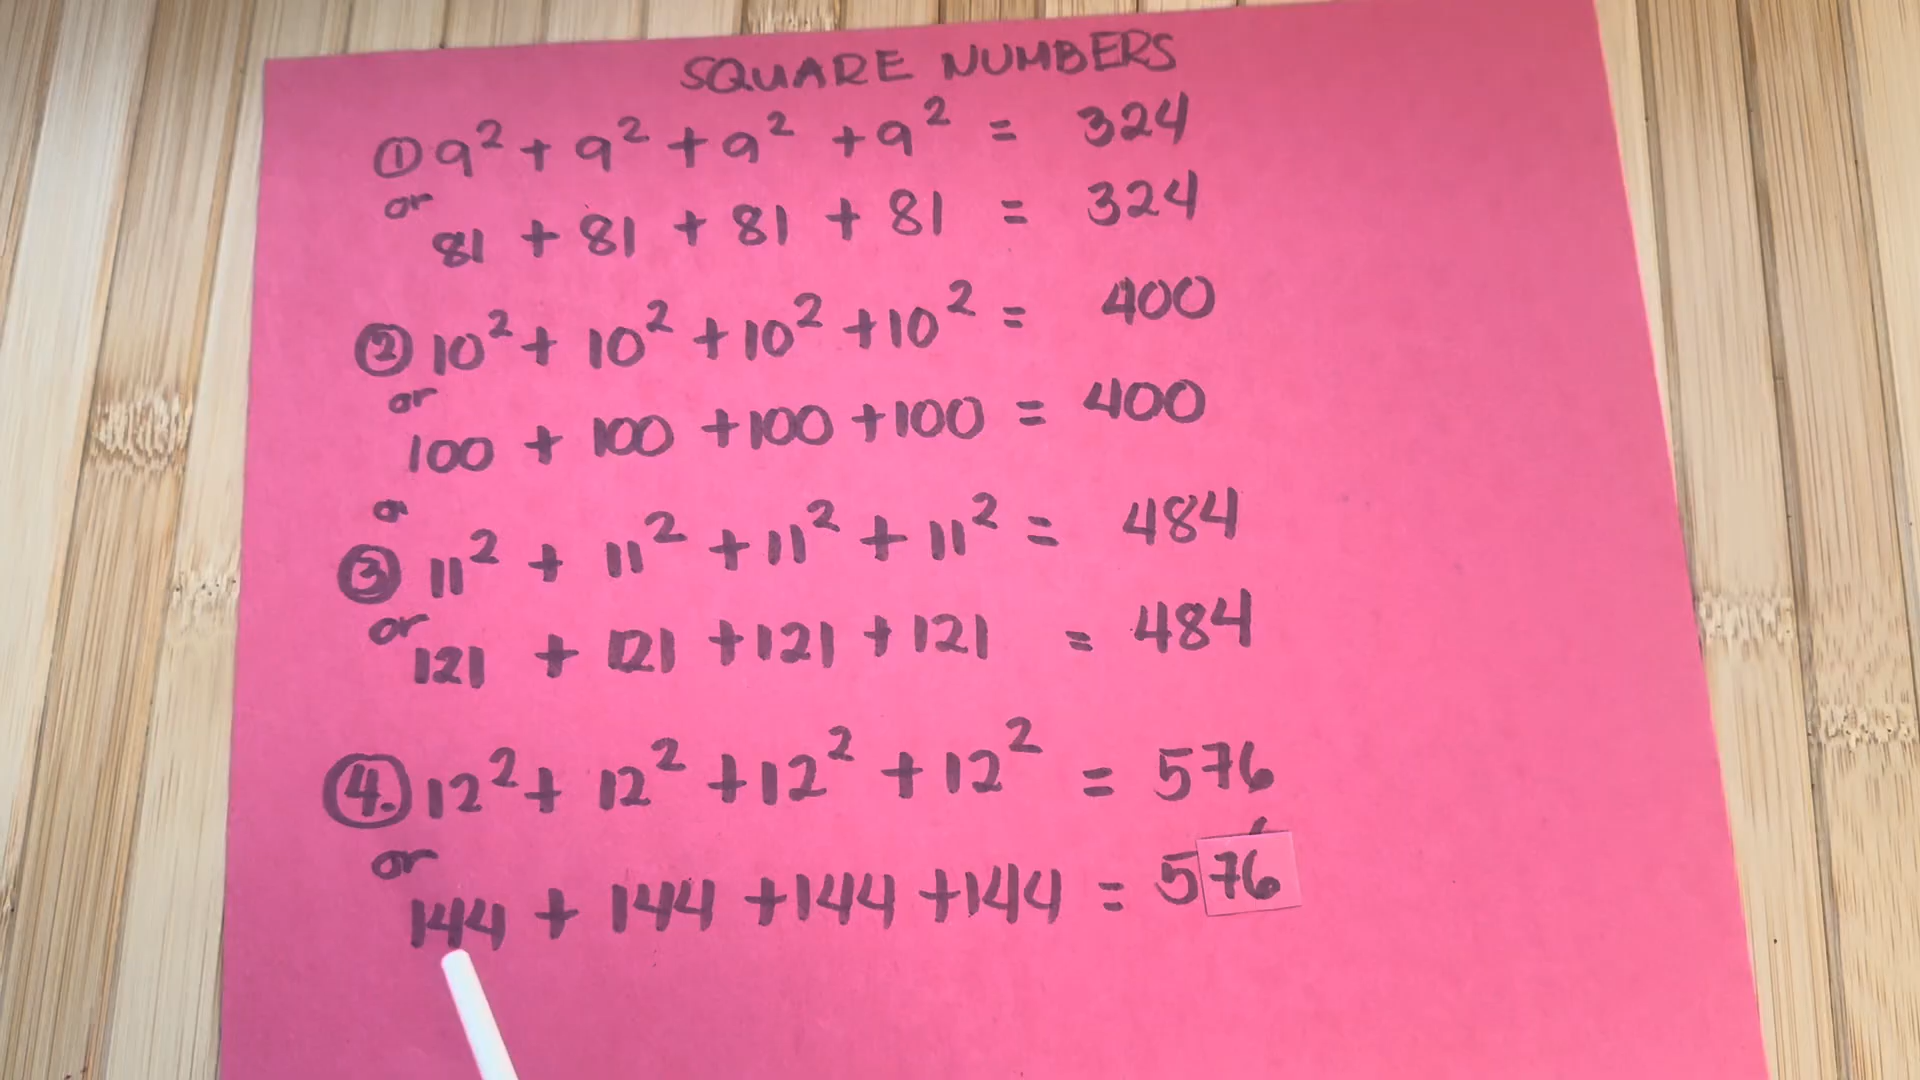 SQUARE NUMBERS
① 9² + 9² + 9² + 9² = 324
or
81 + 81 + 81 + 81 = 324
② 10² + 10² + 10² + 10² = 400
or
100 + 100 + 100 + 100 = 400
or
③ 11² + 11² + 11² + 11² = 484
or
121 + 121 + 121 + 121 = 484
④. 12² + 12² + 12² + 12² = 576
or
144 + 144 + 144 + 144 = 576